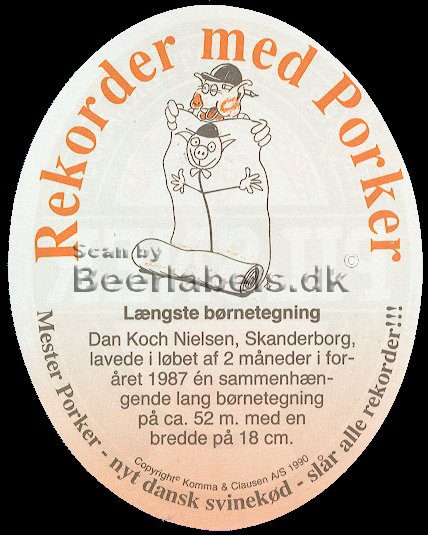 Rekorder med Porker
Scan by
Beerlabels.dk
©
Længste børnetegning
Dan Koch Nielsen, Skanderborg,
lavede i løbet af 2 måneder i for-
året 1987 én sammenhæn-
gende lang børnetegning
på ca. 52 m. med en
bredde på 18 cm.
Copyright© Komma & Clausen A/S 1990
Mester Porker - nyt dansk svinekød - slår alle rekorder!!!